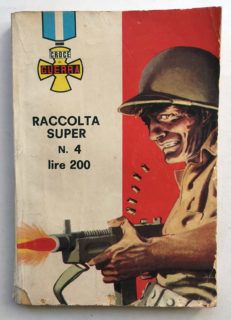 CROCE
DI
GUERRA
RACCOLTA
SUPER
N. 4
lire 200